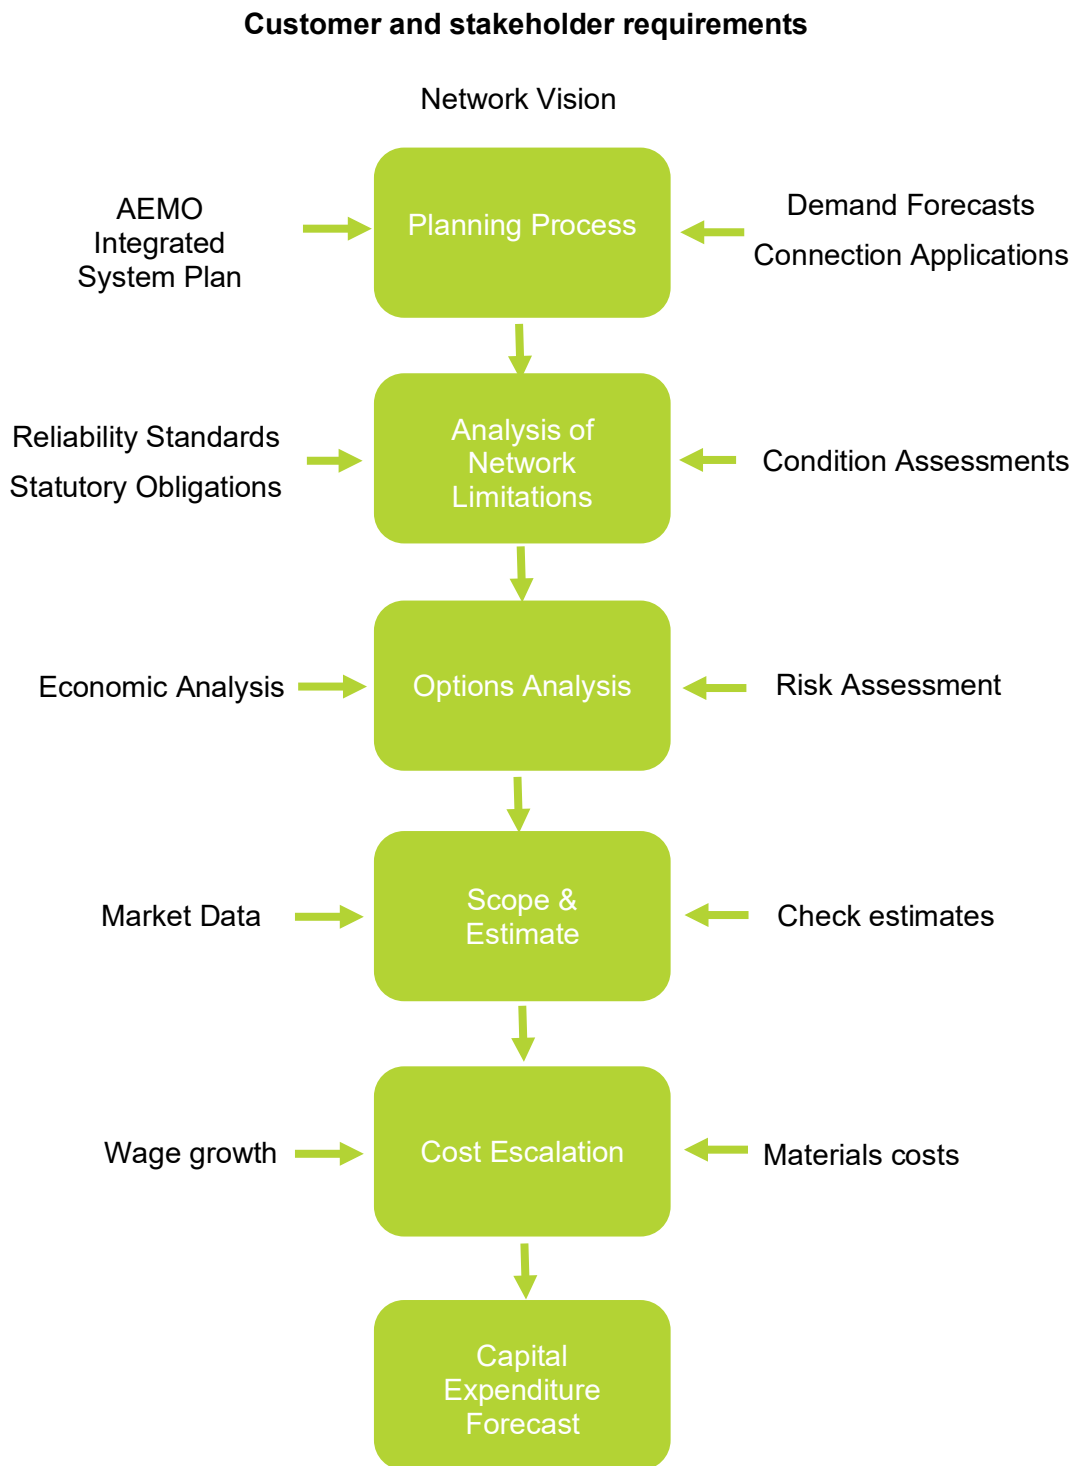 Customer and stakeholder requirements
Network Vision
AEMO
Integrated
System Plan
Planning Process
Demand Forecasts
Connection Applications
Reliability Standards
Statutory Obligations
Analysis of
Network
Limitations
Condition Assessments
Economic Analysis
Options Analysis
Risk Assessment
Market Data
Scope &
Estimate
Check estimates
Wage growth
Cost Escalation
Materials costs
Capital
Expenditure
Forecast